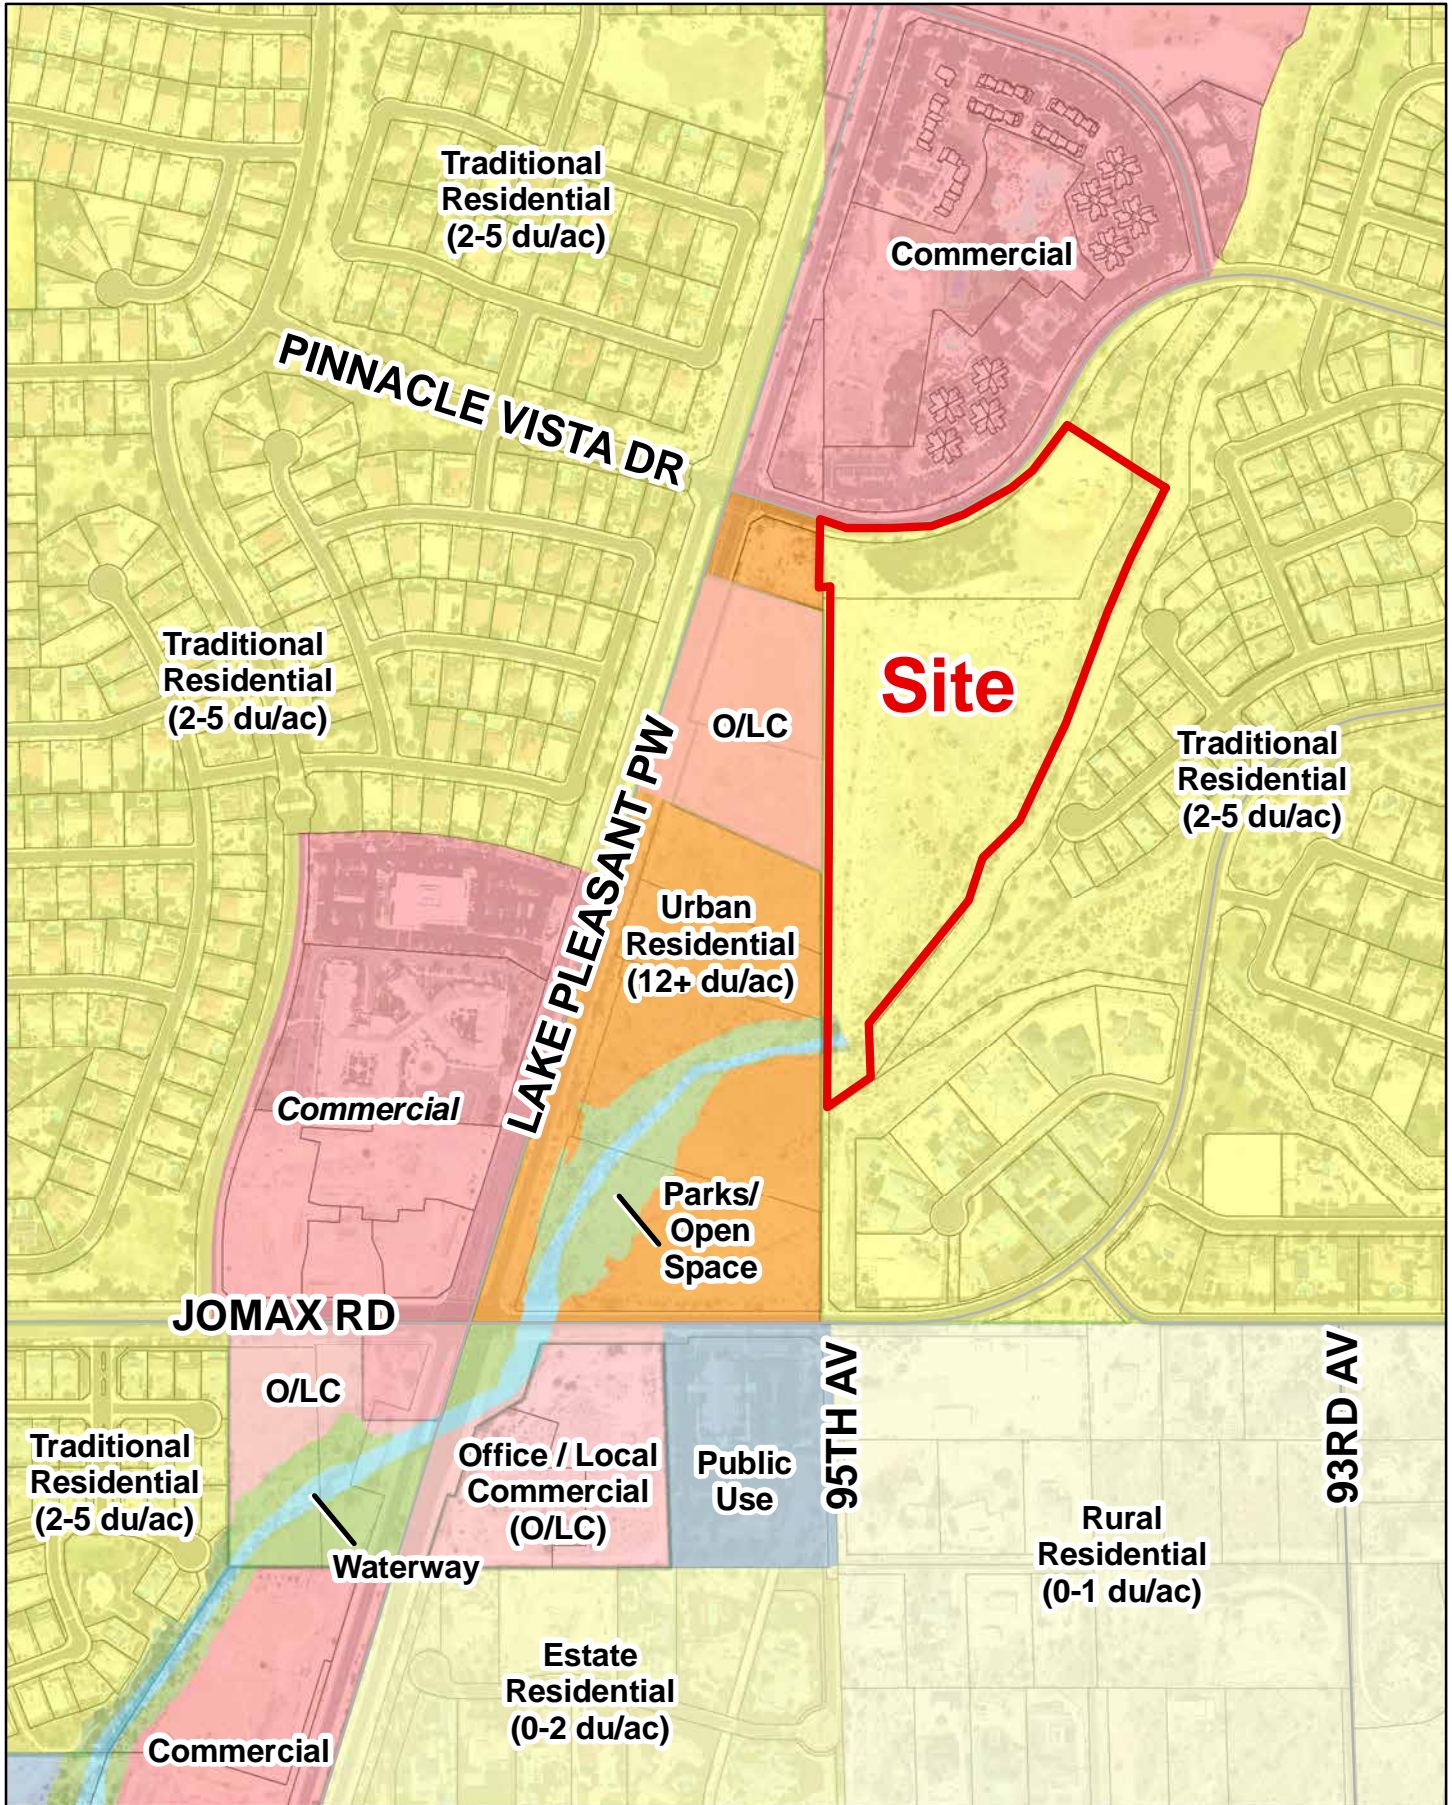 Traditional
Residential
(2-5 du/ac)
Commercial
PINNACLE VISTA DR
Traditional
Residential
(2-5 du/ac)
Site
O/LC
Traditional
Residential
(2-5 du/ac)
LAKE PLEASANT PW
Urban
Residential
(12+ du/ac)
Commercial
Parks/
Open
Space
JOMAX RD
O/LC
95TH AV
93RD AV
Traditional
Residential
(2-5 du/ac)
Office / Local
Commercial
(O/LC)
Public
Use
Waterway
Rural
Residential
(0-1 du/ac)
Estate
Residential
(0-2 du/ac)
Commercial